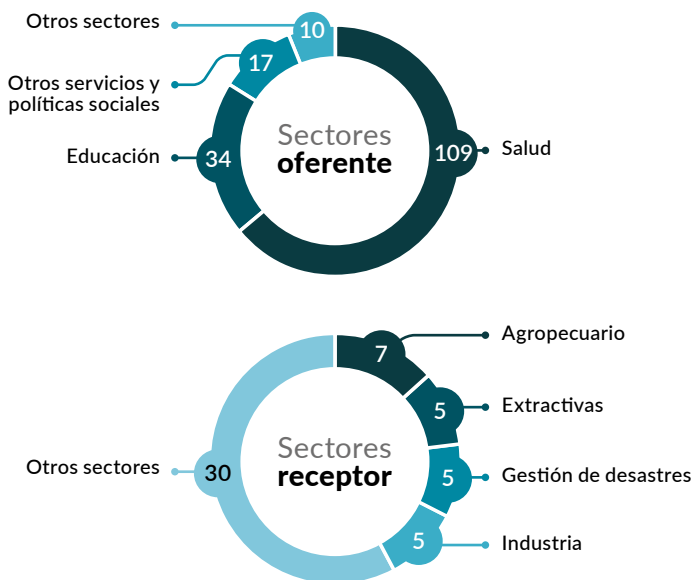 Otros sectores
10
17
Otros servicios y
políticas sociales
Sectores
oferente
Educación
34
109
Salud
Agropecuario
7
Extractivas
5
Sectores
receptor
Otros sectores
30
5
Gestión de desastres
5
Industria